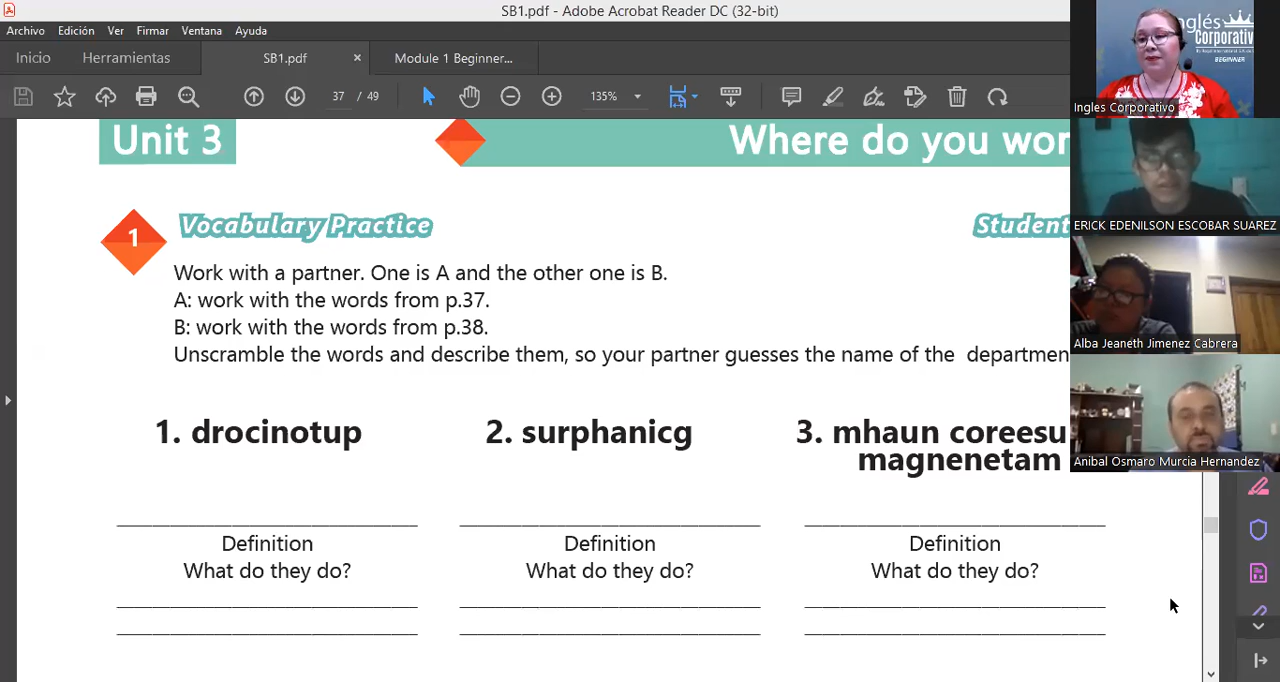 SB1.pdf - Adobe Acrobat Reader DC (32-bit)
Archivo Edición Ver Firmar Ventana Ayuda
Inicio Herramientas SB1.pdf × Module 1 Beginner...
37 / 49 135%
Unit 3
Where do you wor
1
Vocabulary Practice
Student
Work with a partner. One is A and the other one is B.
A: work with the words from p.37.
B: work with the words from p.38.
Unscramble the words and describe them, so your partner guesses the name of the departmen
1. drocinotup
2. surphanicg
3. mhaun coreesu
magnenetam
Definition
What do they do?
Definition
What do they do?
Definition
What do they do?
Inglés
Corporativ
BEGINNER
Ingles Corporativo
ERICK EDENILSON ESCOBAR SUAREZ
Alba Jeaneth Jimenez Cabrera
Anibal Osmaro Murcia Hernandez